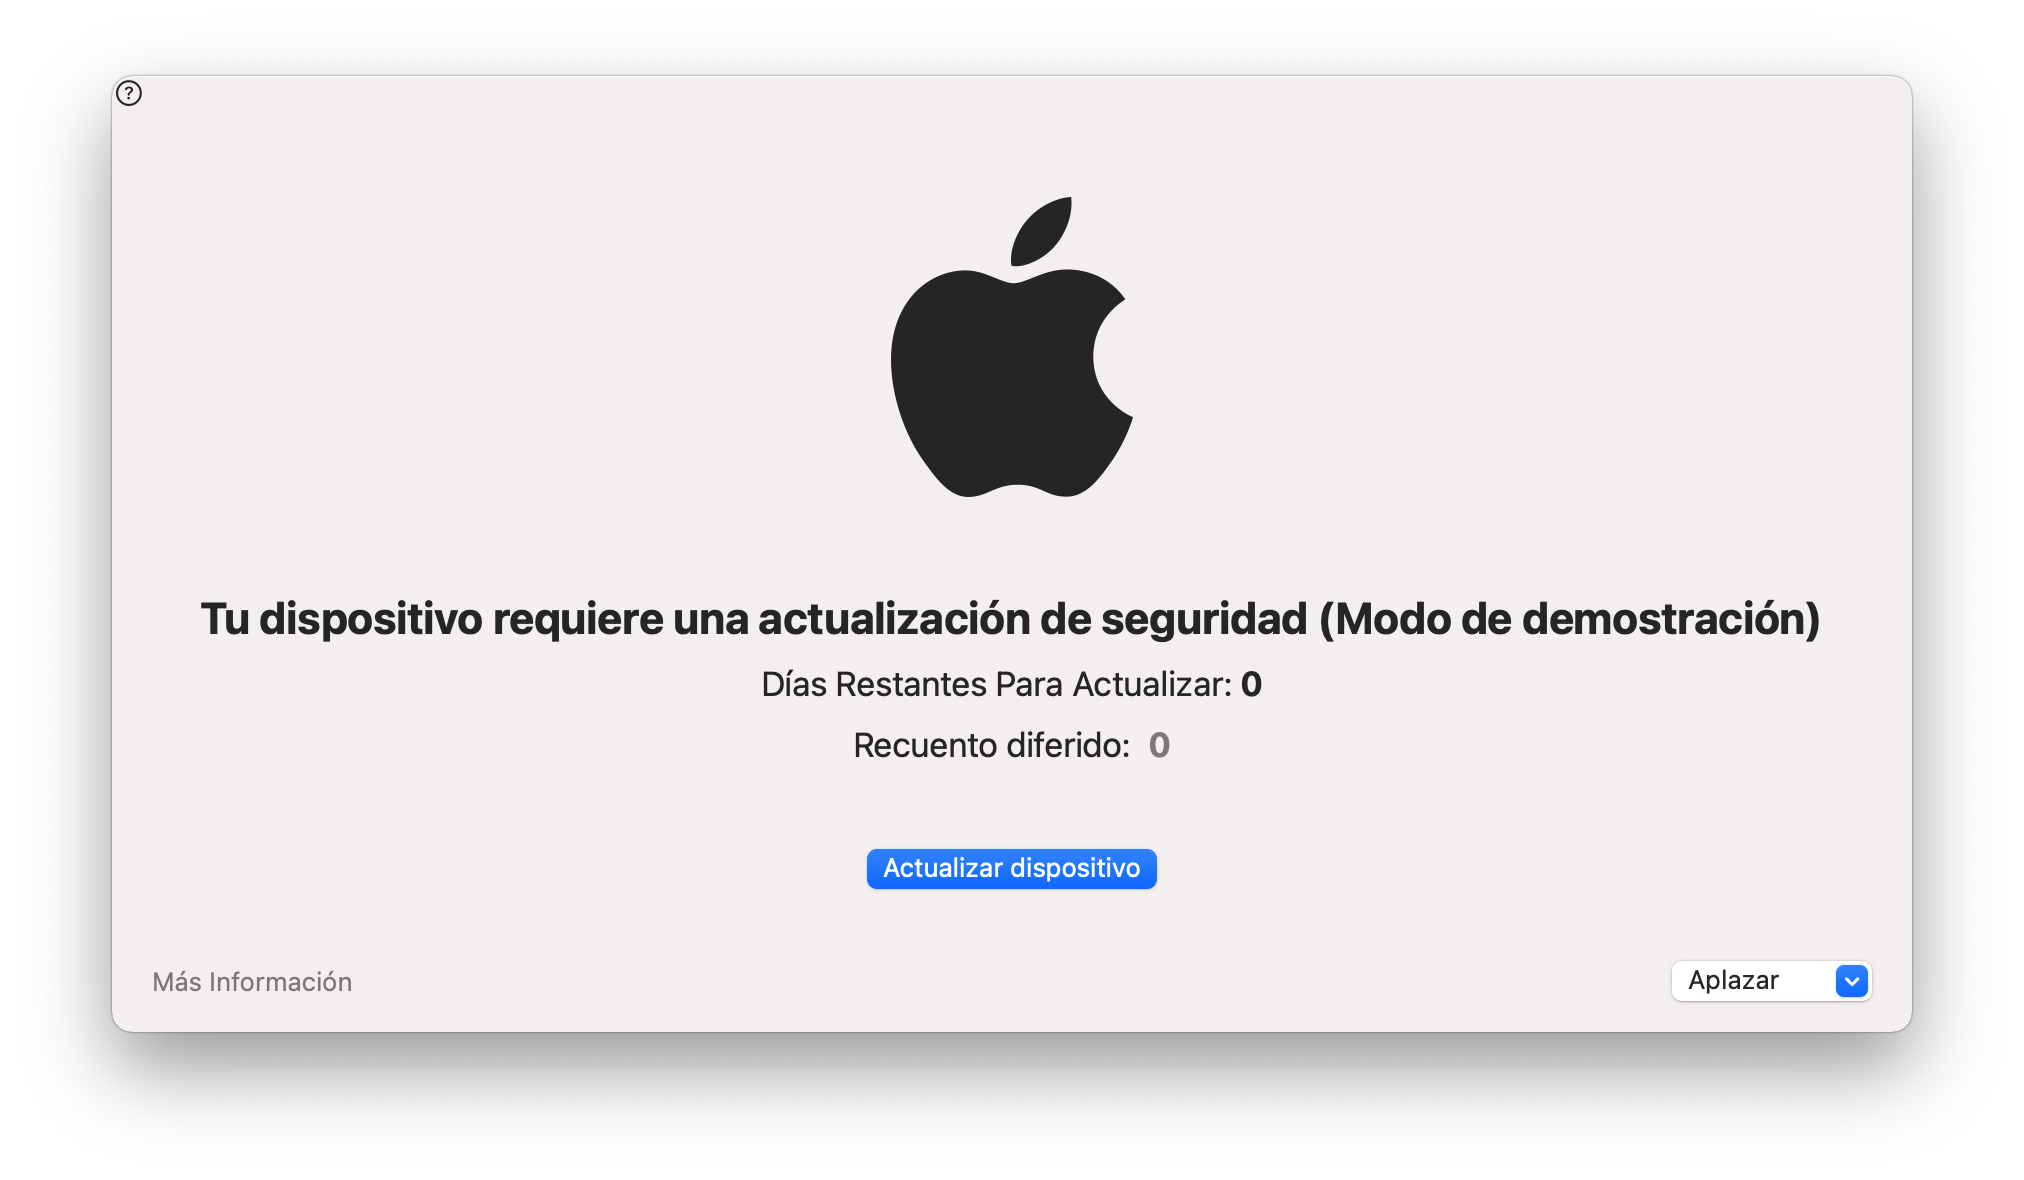 ?
Tu dispositivo requiere una actualización de seguridad (Modo de demostración)
Días Restantes Para Actualizar: 0
Recuento diferido: 0
Actualizar dispositivo
Más Información
Aplazar